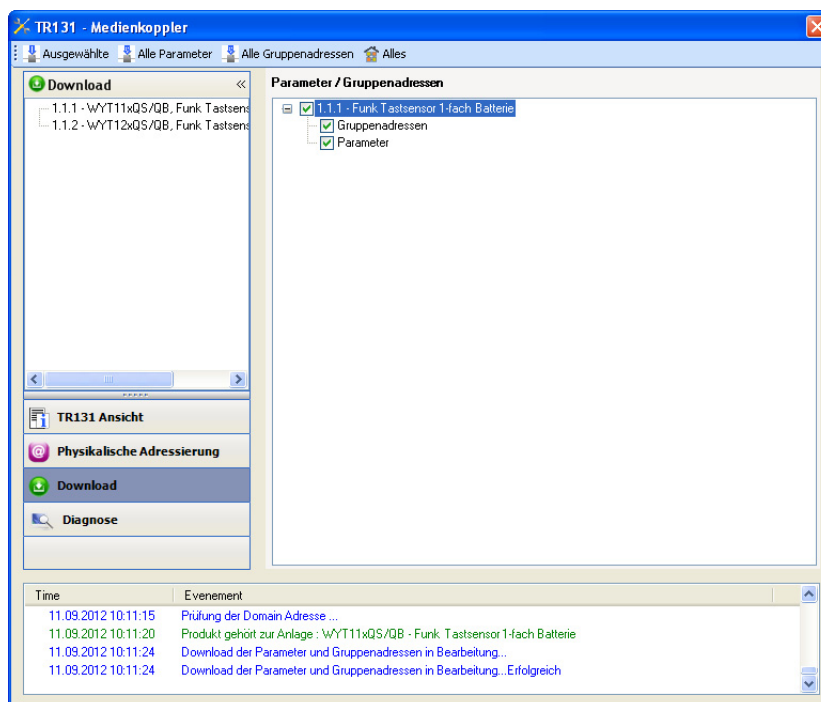 TR131 - Medienkoppler
Ausgewählte Alle Parameter Alle Gruppenadressen Alles
Download «
1.1.1 - WYT11xQS/QB, Funk Tastsens
1.1.2 - WYT12xQS/QB, Funk Tastsens
TR131 Ansicht
Physikalische Adressierung
Download
Diagnose
Parameter / Gruppenadressen
1.1.1 - Funk Tastsensor 1-fach Batterie
Gruppenadressen
Parameter
Time Evenement
11.09.2012 10:11:15 Prüfung der Domain Adresse ...
11.09.2012 10:11:20 Produkt gehört zur Anlage : WYT11xQS/QB - Funk Tastsensor 1-fach Batterie
11.09.2012 10:11:24 Download der Parameter und Gruppenadressen in Bearbeitung...
11.09.2012 10:11:24 Download der Parameter und Gruppenadressen in Bearbeitung...Erfolgreich